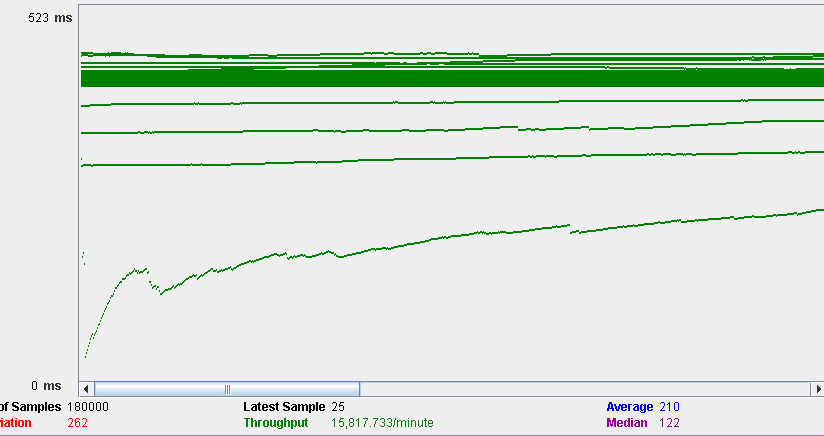 523 ms
0 ms
of Samples 180000 Latest Sample 25 Average 210
iation 262 Throughput 15,817.733/minute Median 122